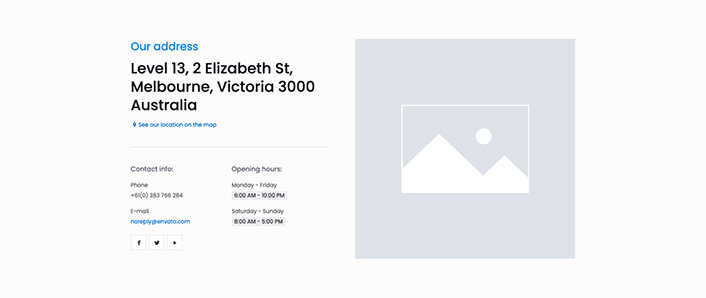 Our address
Level 13, 2 Elizabeth St,
Melbourne, Victoria 3000
Australia
See our location on the map
Contact info:
Phone
+61(0) 383 766 284
E-mail
noreply@envato.com
Opening hours:
Monday - Friday
6:00 AM - 10:00 PM
Saturday - Sunday
8:00 AM - 5:00 PM